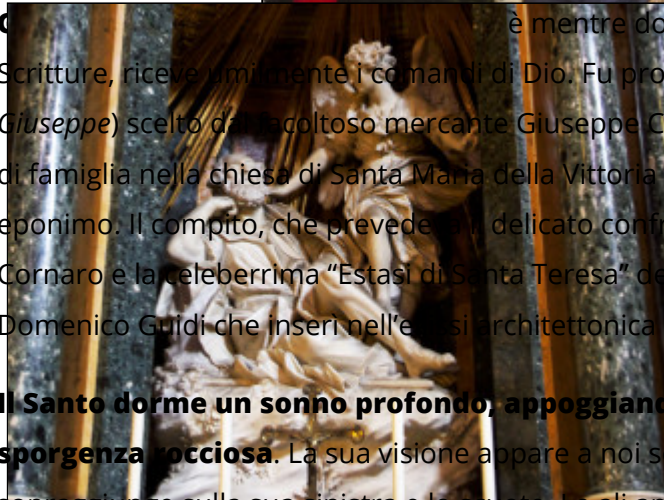 è mentre do
Scritture, riceve umilmente i comandi di Dio. Fu pro
Giuseppe) scelto dal facoltoso mercante Giuseppe C
di famiglia nella chiesa di Santa Maria della Vittoria
eponimo. Il compito, che prevedeva il delicato conf
Cornaro e la celeberrima “Estasi di Santa Teresa” de
Domenico Guidi che inserì nell’edesi architettonica
Il Santo dorme un sonno profondo, appoggiand
sporgenza rocciosa. La sua visione appare a noi s